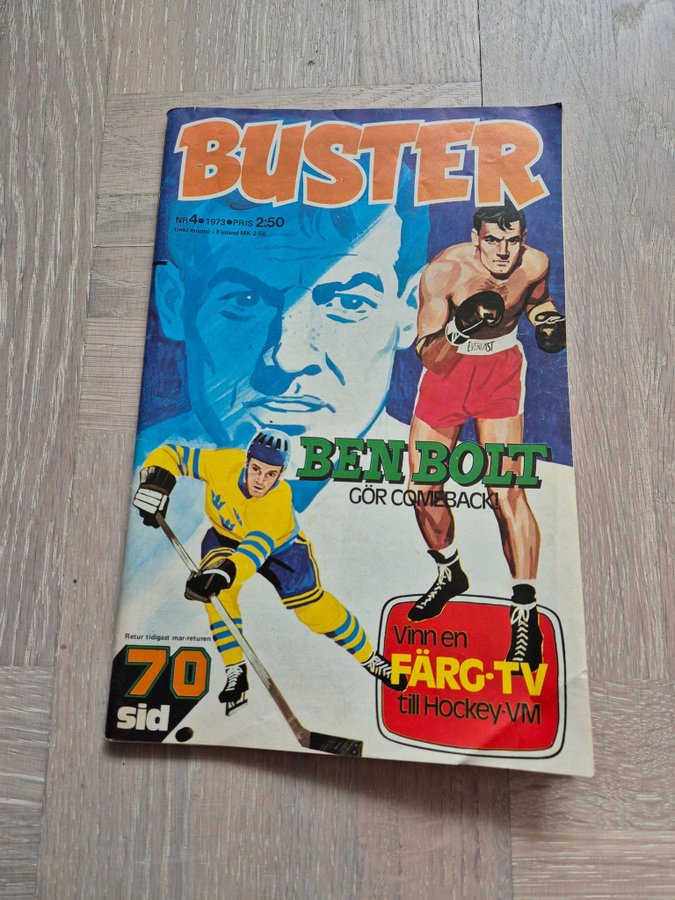 BUSTER
NR 4 • 1973 • PRIS 2:50
(inkl moms) i Finland MK 2.50
EVERLAST
BEN BOLT
GÖR COMEBACK!
Vinn en
FÄRG-TV
till Hockey-VM
Retur tidigast mar-returen
70
sid.